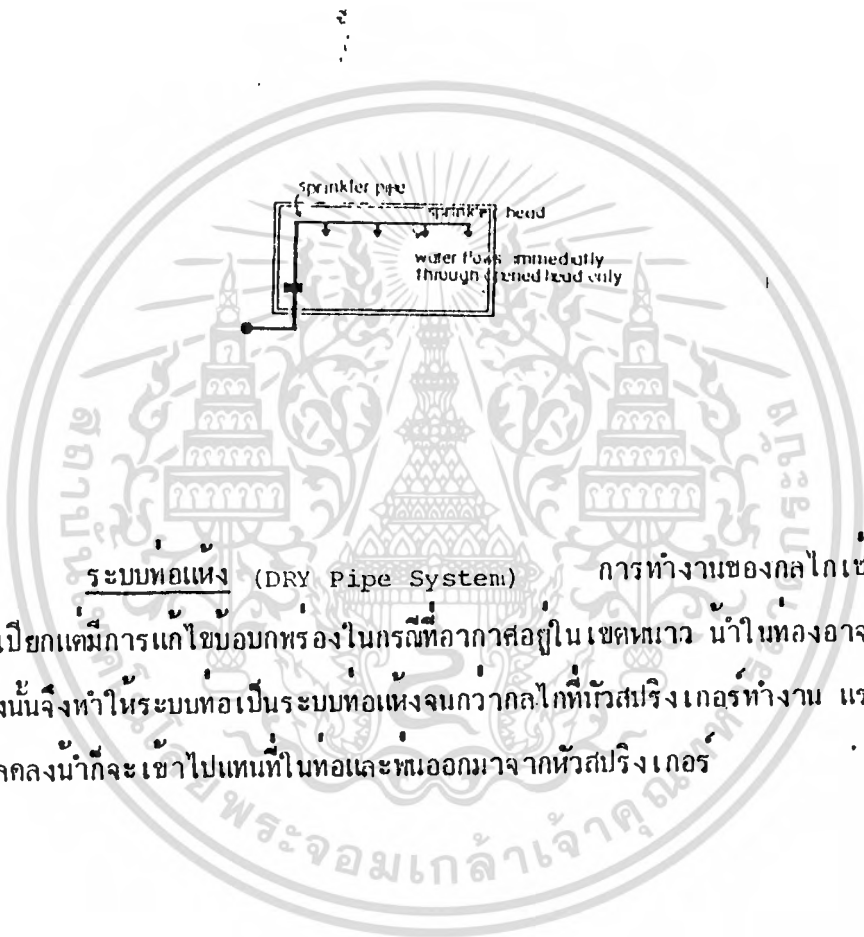 sprinkler pipe
sprinkler head
water flows immediatly
through opened head only
ระบบท่อแห้ง (DRY Pipe System) การทำงานของกลไกเช
เปียกแต่มีการแก้ไขข้อบกพร่องในกรณีที่อากาศอยู่ในเขตหนาว น้ำในท่ออาจ
งนั้นจึงทำให้ระบบท่อเป็นระบบท่อแห้งจนกว่ากลไกที่หัวสปริงเกอร์ทำงาน แร
ลดลงน้ำก็จะเข้าไปแทนที่ในท่อและพ่นออกมาจากหัวสปริงเกอร์